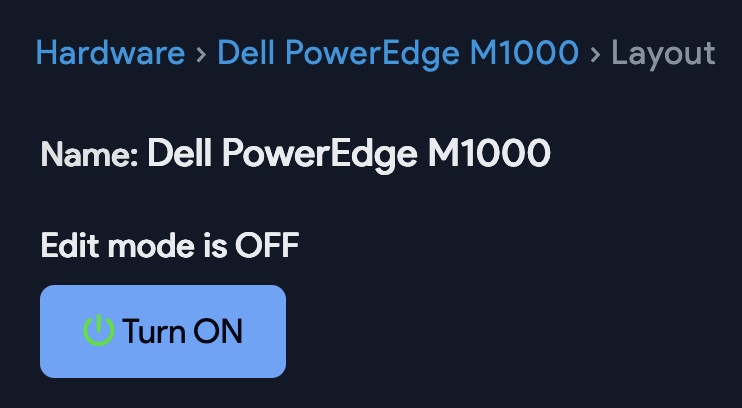 Hardware › Dell PowerEdge M1000 › Layout
Name: Dell PowerEdge M1000
Edit mode is OFF
Turn ON